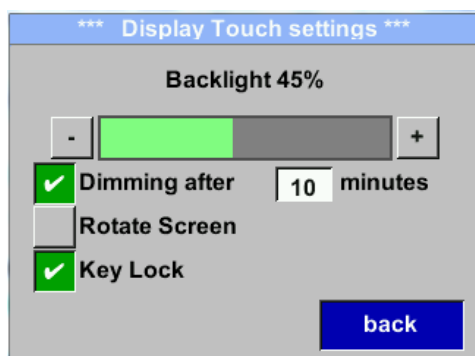 *** Display Touch settings ***
Backlight 45%
- +
Dimming after 10 minutes
Rotate Screen
Key Lock
back